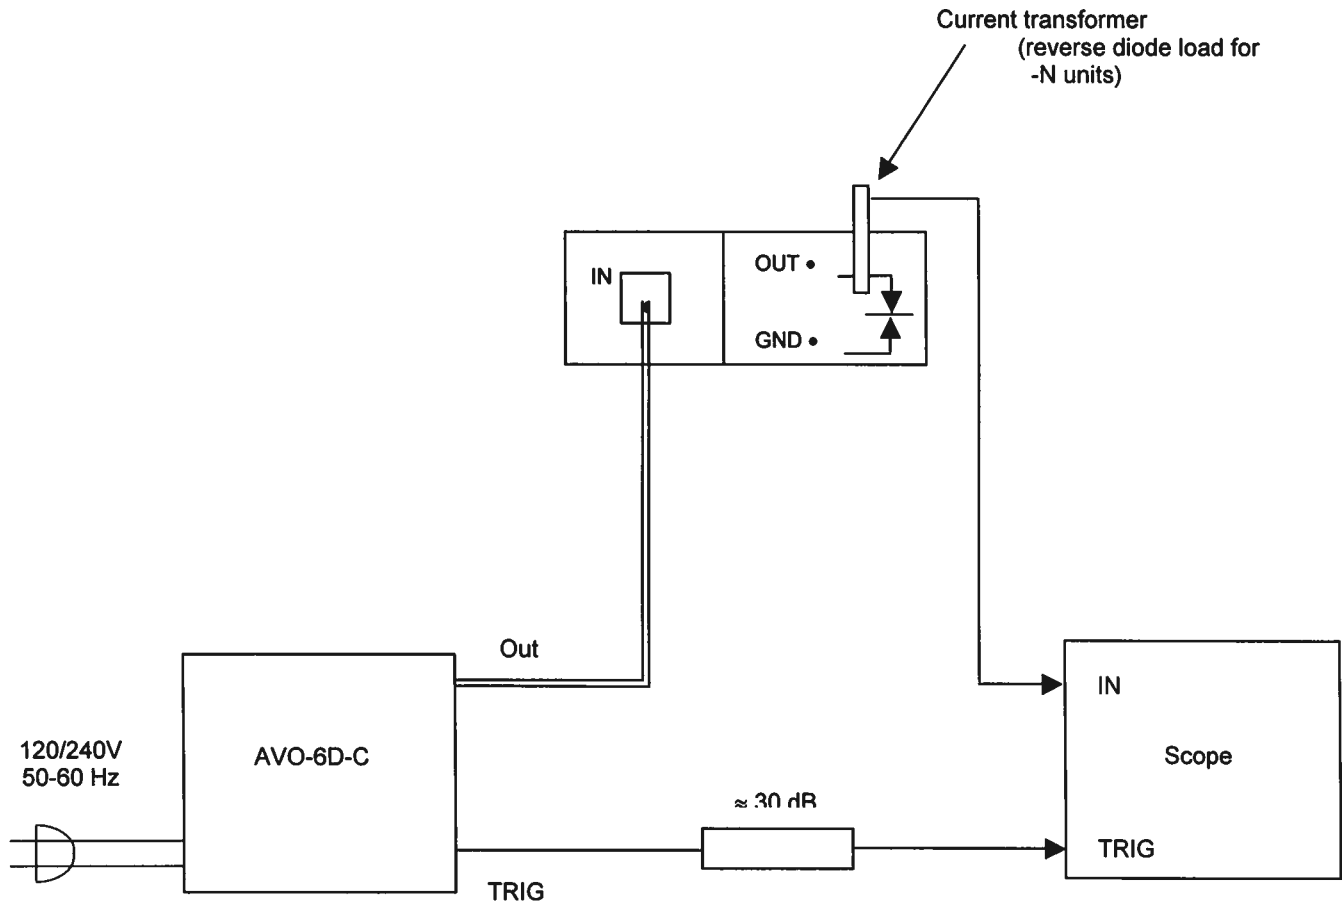 Current transformer
(reverse diode load for
-N units)
IN
OUT
GND
Out
120/240V
50-60 Hz
AVO-6D-C
IN
Scope
≈ 30 dB
TRIG
TRIG